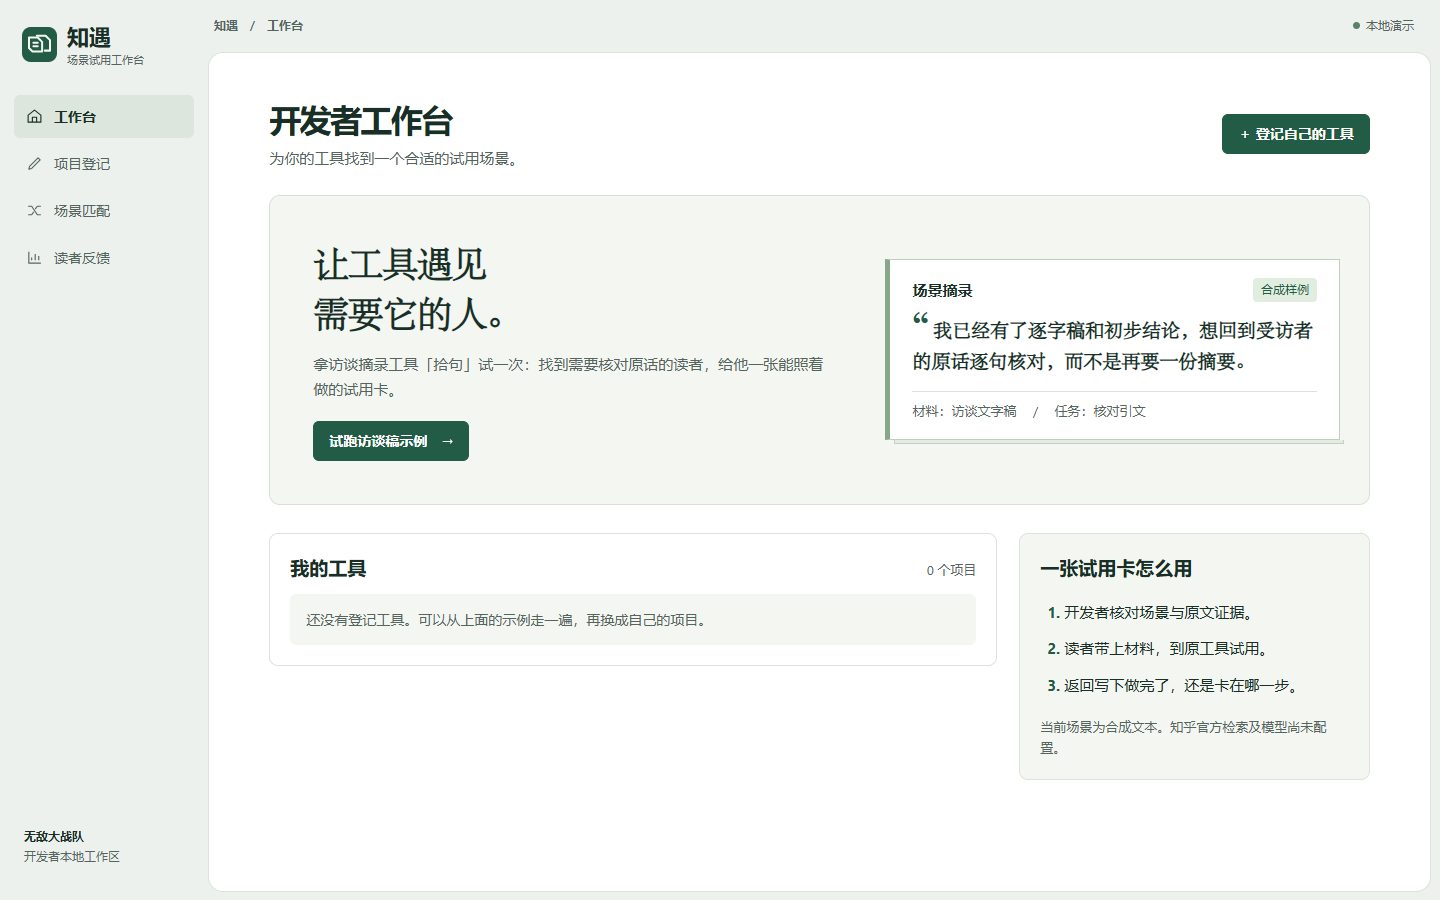 知遇
场景试用工作台
工作台
项目登记
场景匹配
读者反馈
无敌大战队
开发者本地工作区
知遇 / 工作台
本地演示
开发者工作台
为你的工具找到一个合适的试用场景。
+ 登记自己的工具
让工具遇见
需要它的人。
拿访谈摘录工具「拾句」试一次：找到需要核对原话的读者，给他一张能照着
做的试用卡。
试跑访谈稿示例 →
场景摘录
合成样例
“我已经有了逐字稿和初步结论，想回到受访者
的原话逐句核对，而不是再要一份摘要。
材料：访谈文字稿 / 任务：核对引文
我的工具
0 个项目
还没有登记工具。可以从上面的示例走一遍，再换成自己的项目。
一张试用卡怎么用
1. 开发者核对场景与原文证据。
2. 读者带上材料，到原工具试用。
3. 返回写下做完了，还是卡在哪一步。
当前场景为合成文本。知乎官方检索及模型尚未配
置。